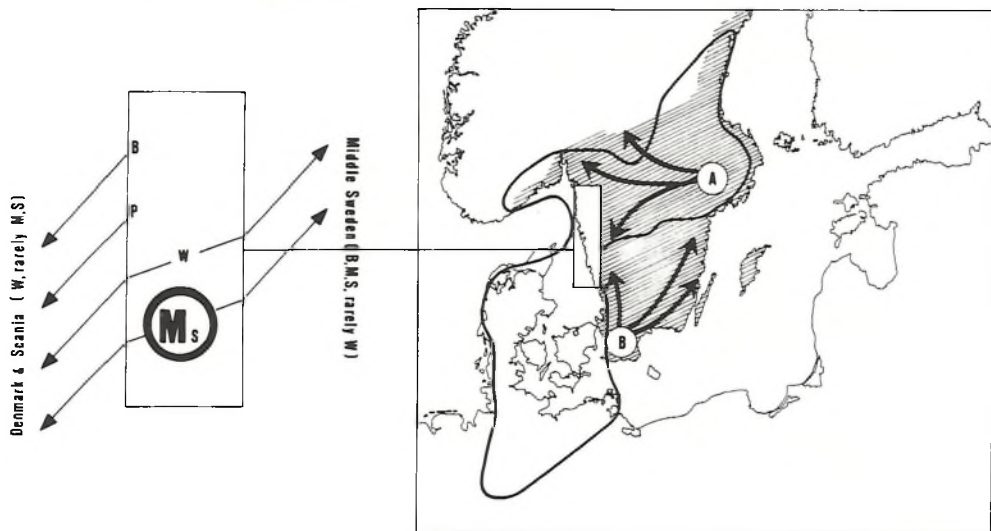 Denmark & Scania (W, rarely M,S)
B
P
W
Ms
Middle Sweden (B,M,S, rarely W)
A
B